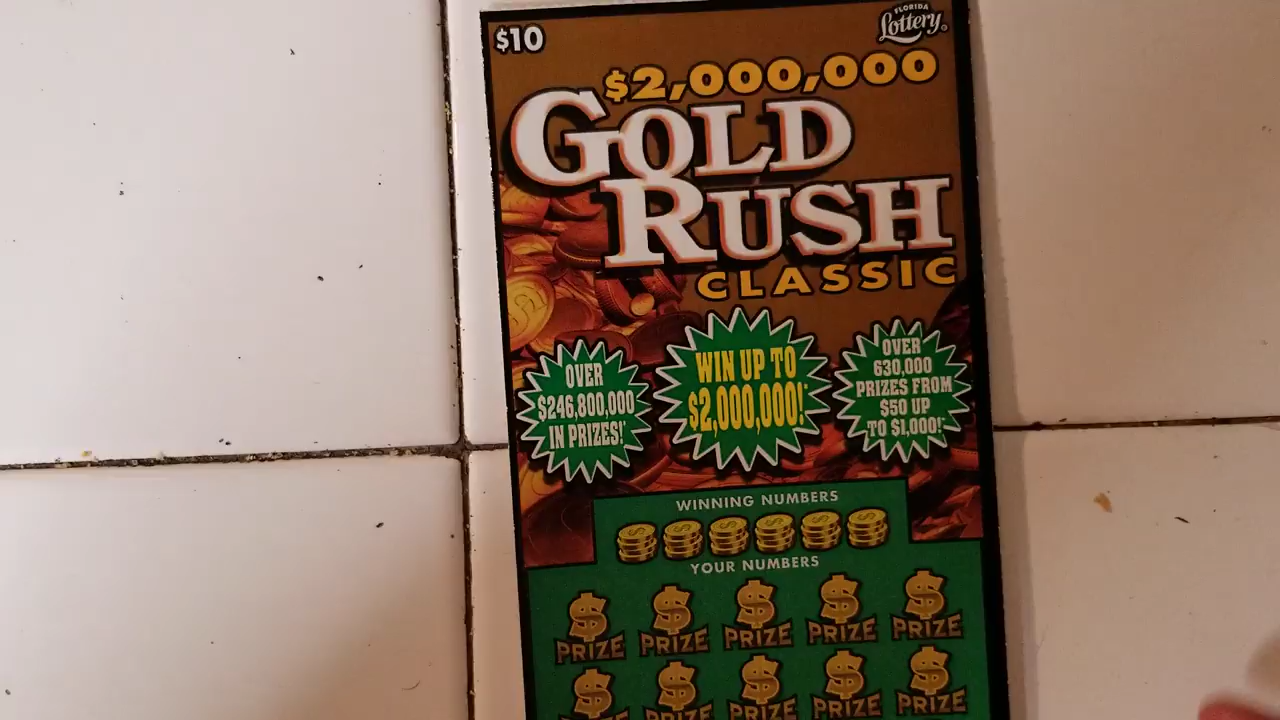 $10
FLORIDA
Lottery
$2,000,000
GOLD
RUSH
CLASSIC
OVER
$246,800,000
IN PRIZES!*
WIN UP TO
$2,000,000!*
OVER
630,000
PRIZES FROM
$50 UP
TO $1,000!*
WINNING NUMBERS
YOUR NUMBERS
$ $ $ $ $
PRIZE PRIZE PRIZE PRIZE PRIZE
$ $ $ $ $
PRIZE PRIZE PRIZE PRIZE PRIZE